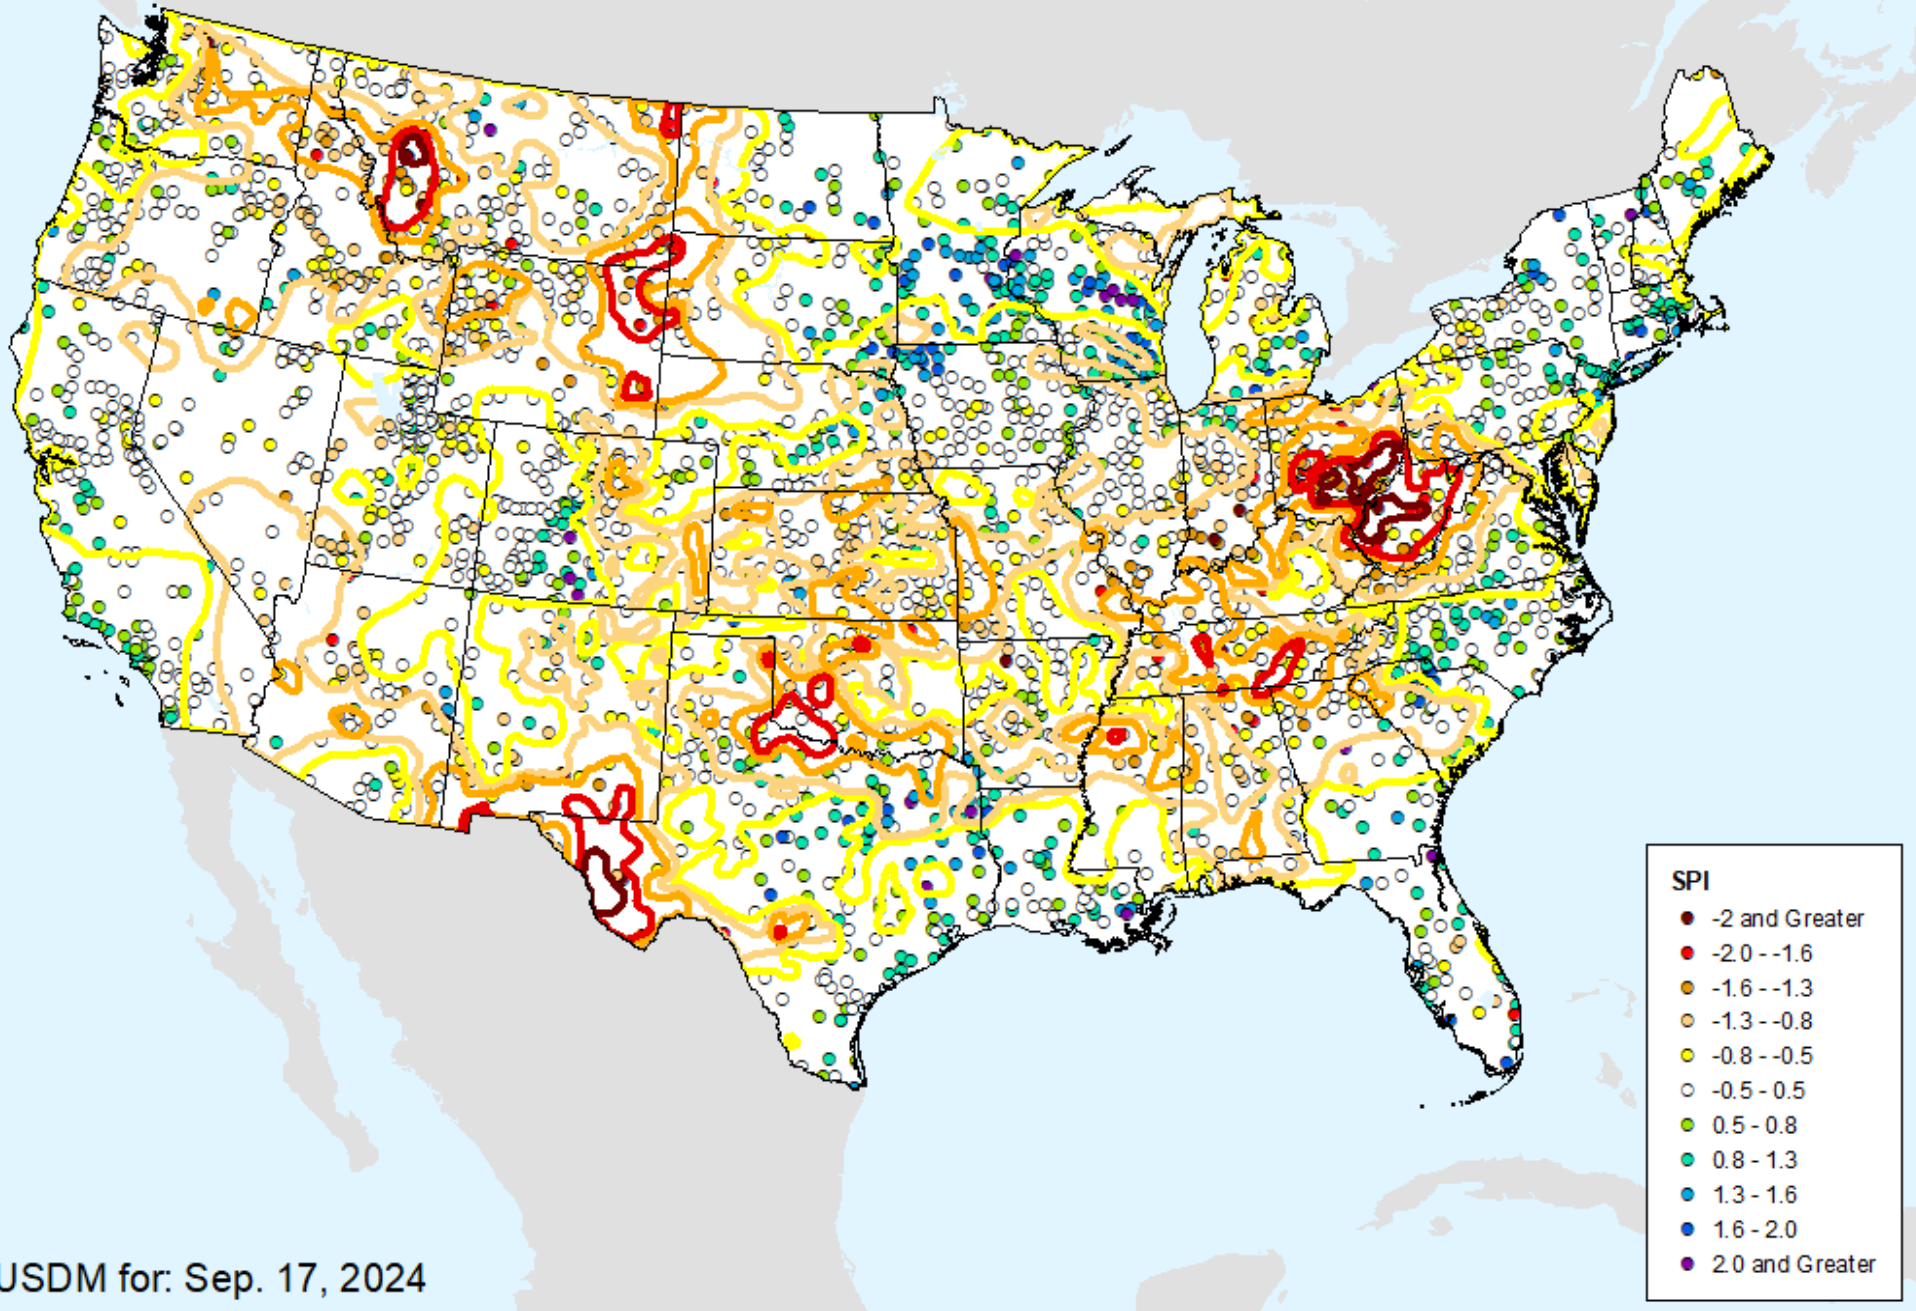 SPI
-2 and Greater
-2.0 - -1.6
-1.6 - -1.3
-1.3 - -0.8
-0.8 - -0.5
-0.5 - 0.5
0.5 - 0.8
0.8 - 1.3
1.3 - 1.6
1.6 - 2.0
2.0 and Greater
USDM for: Sep. 17, 2024